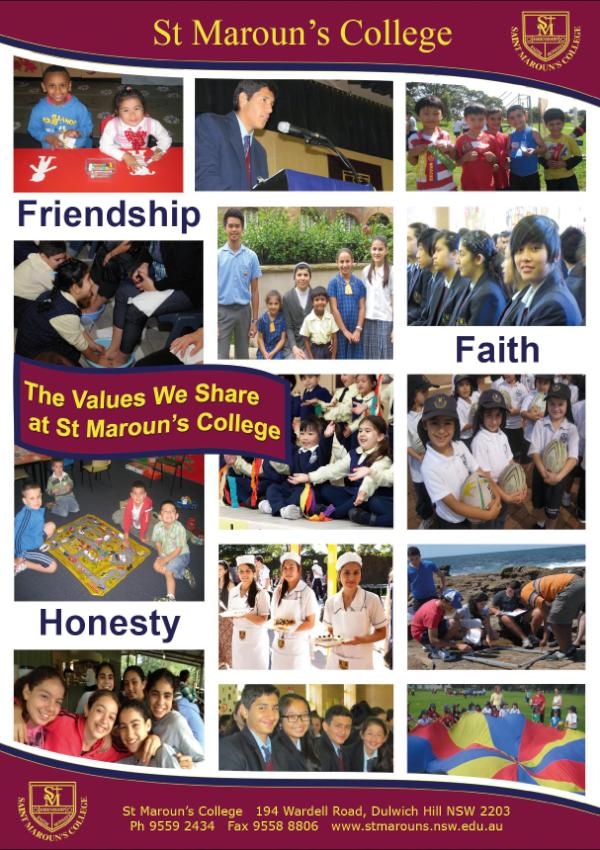 St Maroun's College
SM
SAINT MAROUN'S COLLEGE
Friendship
Faith
The Values We Share
at St Maroun's College
Honesty
SM
SAINT MAROUN'S COLLEGE
St Maroun's College 194 Wardell Road, Dulwich Hill NSW 2203
Ph 9559 2434 Fax 9558 8806 www.stmarouns.nsw.edu.au